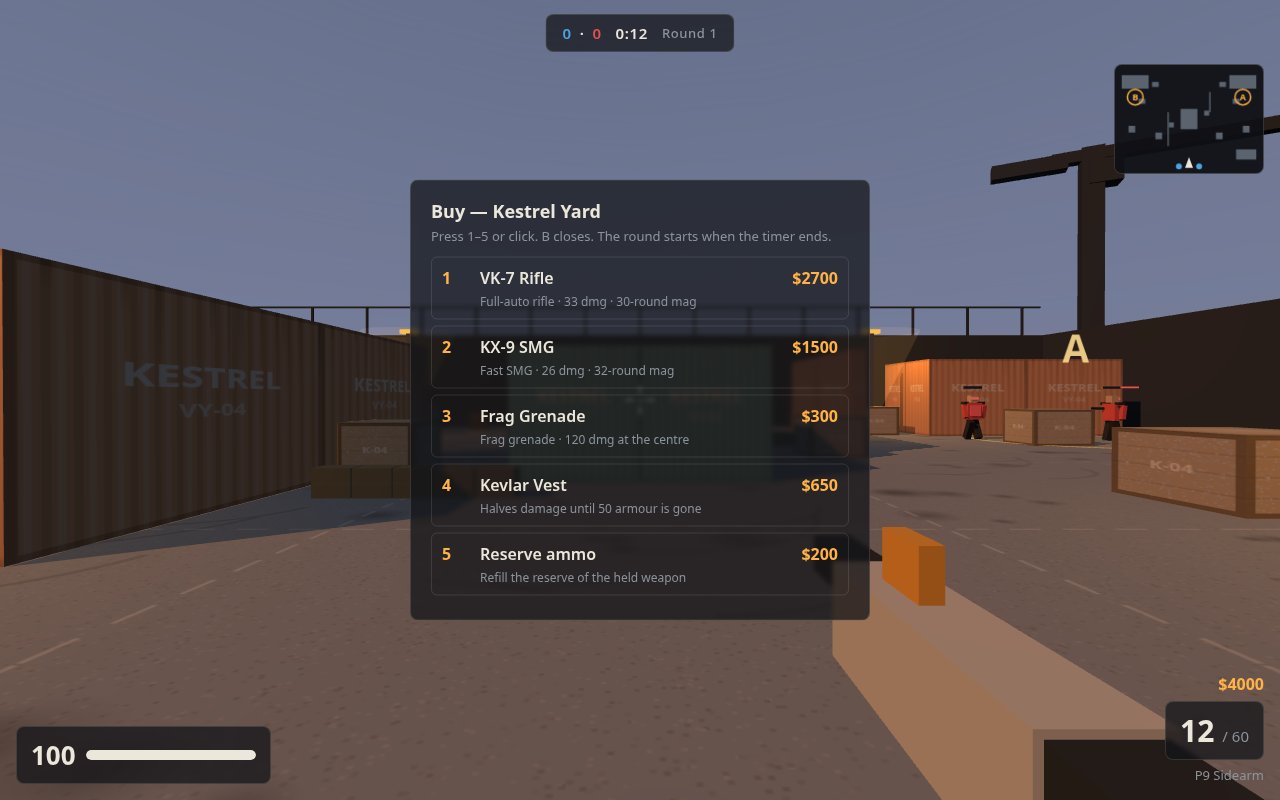 0 · 0 0:12 Round 1
B A
Buy — Kestrel Yard
Press 1–5 or click. B closes. The round starts when the timer ends.
1 VK-7 Rifle $2700
Full-auto rifle · 33 dmg · 30-round mag
2 KX-9 SMG $1500
Fast SMG · 26 dmg · 32-round mag
3 Frag Grenade $300
Frag grenade · 120 dmg at the centre
4 Kevlar Vest $650
Halves damage until 50 armour is gone
5 Reserve ammo $200
Refill the reserve of the held weapon
KESTREL
VY-04
KESTREL
VY-04
K-04
A
KESTREL
KESTREL
K-04
K-04
$4000
100
12 / 60
P9 Sidearm